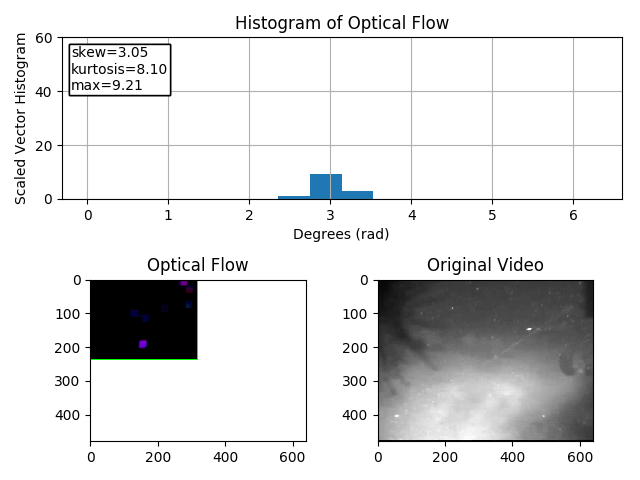 Histogram of Optical Flow
Scaled Vector Histogram
60
40
20
0
skew=3.05
kurtosis=8.10
max=9.21
0 1 2 3 4 5 6
Degrees (rad)
Optical Flow
0
100
200
300
400
0 200 400 600
Original Video
0
100
200
300
400
0 200 400 600